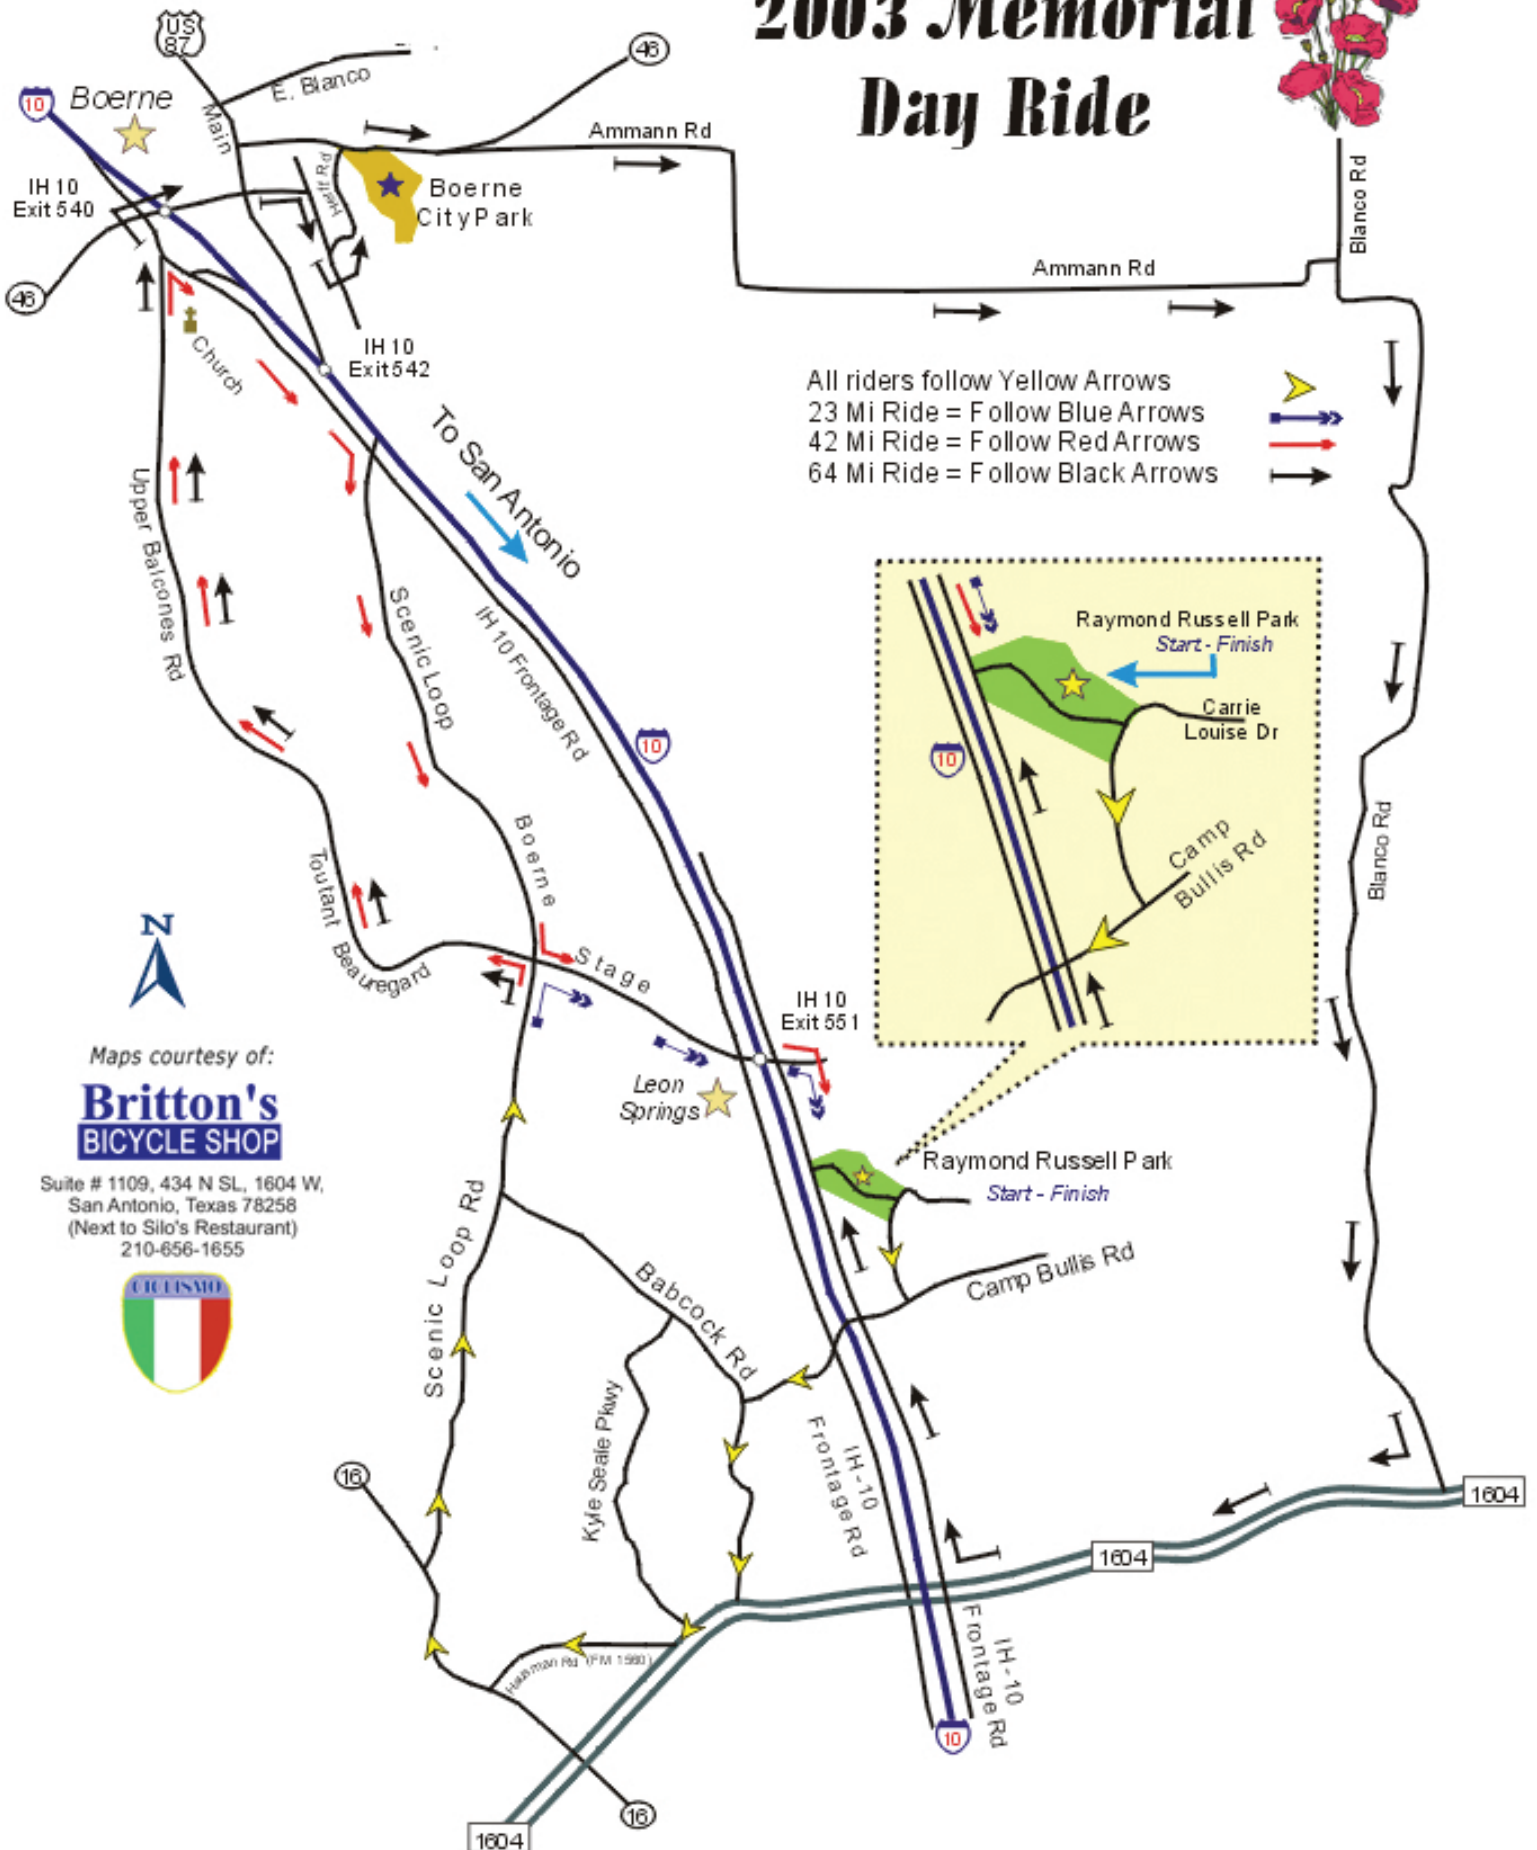 2003 Memorial
Day Ride
US
87
46
E. Blanco
10
Boerne
Main
Ammann Rd
IH 10
Exit 540
Herff Rd
Boerne
City Park
Blanco Rd
46
Ammann Rd
Church
IH 10
Exit 542
To San Antonio
All riders follow Yellow Arrows
23 Mi Ride = Follow Blue Arrows
42 Mi Ride = Follow Red Arrows
64 Mi Ride = Follow Black Arrows
Upper Balcones Rd
Scenic Loop
IH 10 Frontage Rd
10
Raymond Russell Park
Start - Finish
Carrie
Louise Dr
10
Camp
Bullis Rd
Boerne
Stage
Toutant
Beauregard
Blanco Rd
N
IH 10
Exit 551
Leon
Springs
Maps courtesy of:
Britton's
BICYCLE SHOP
Suite # 1109, 434 N SL, 1604 W,
San Antonio, Texas 78258
(Next to Silo's Restaurant)
210-656-1655
CICLISMO
Raymond Russell Park
Start - Finish
Camp Bullis Rd
Scenic Loop Rd
Babcock Rd
Kyle Seale Pkwy
IH-10
Frontage Rd
16
1604
1604
Hausman Rd (FM 1560)
IH-10
Frontage Rd
10
16
1604